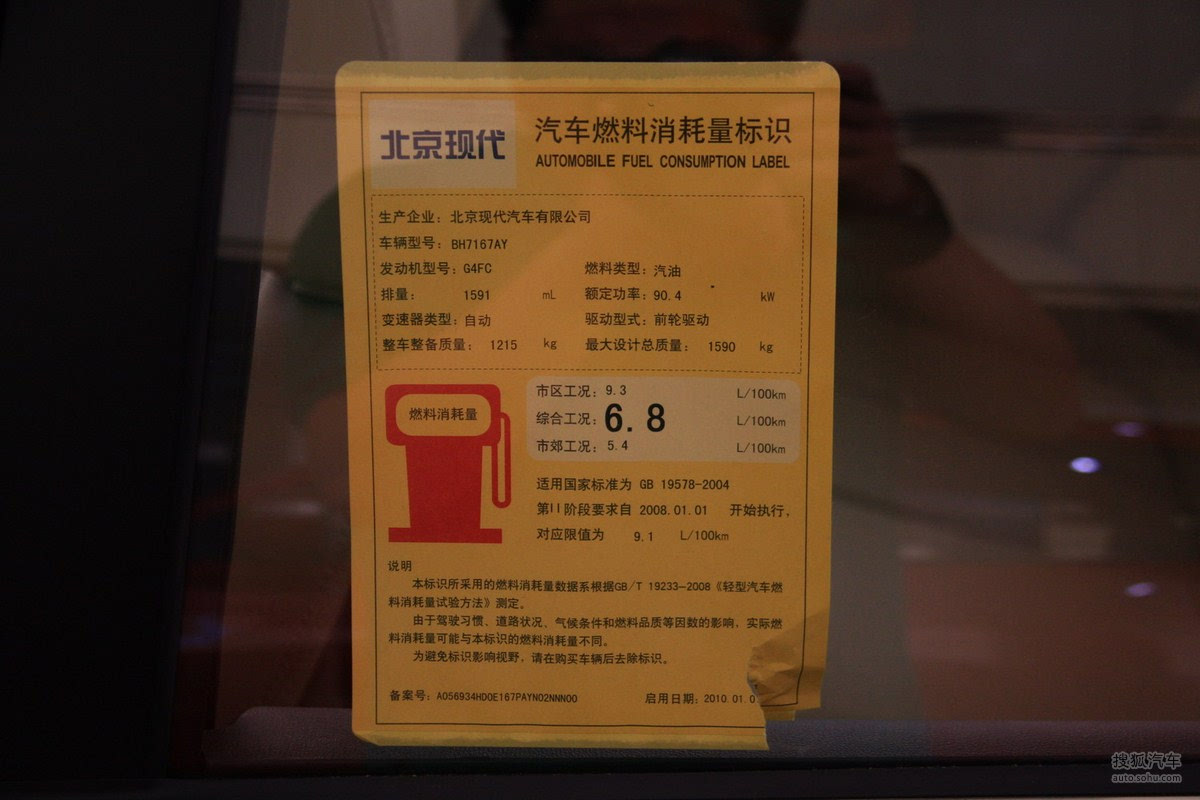 北京现代
汽车燃料消耗量标识
AUTOMOBILE FUEL CONSUMPTION LABEL
生产企业: 北京现代汽车有限公司
车辆型号: BH7167AY
发动机型号: G4FC 燃料类型: 汽油
排量: 1591 mL 额定功率: 90.4 kW
变速器类型: 自动 驱动型式: 前轮驱动
整车整备质量: 1215 kg 最大设计总质量: 1590 kg
燃料消耗量
市区工况: 9.3 L/100km
综合工况: 6.8 L/100km
市郊工况: 5.4 L/100km
适用国家标准为 GB 19578-2004
第II阶段要求自 2008.01.01 开始执行,
对应限值为 9.1 L/100km
说明
本标识所采用的燃料消耗量数据系根据GB/T 19233-2008《轻型汽车燃
料消耗量试验方法》测定。
由于驾驶习惯、道路状况、气候条件和燃料品质等因数的影响, 实际燃
料消耗量可能与本标识的燃料消耗量不同。
为避免标识影响视野, 请在购买车辆后去除标识。
备案号: A056934HD0E167PAYN02NNN00 启用日期: 2010.01.0
搜狐汽车
auto.sohu.com